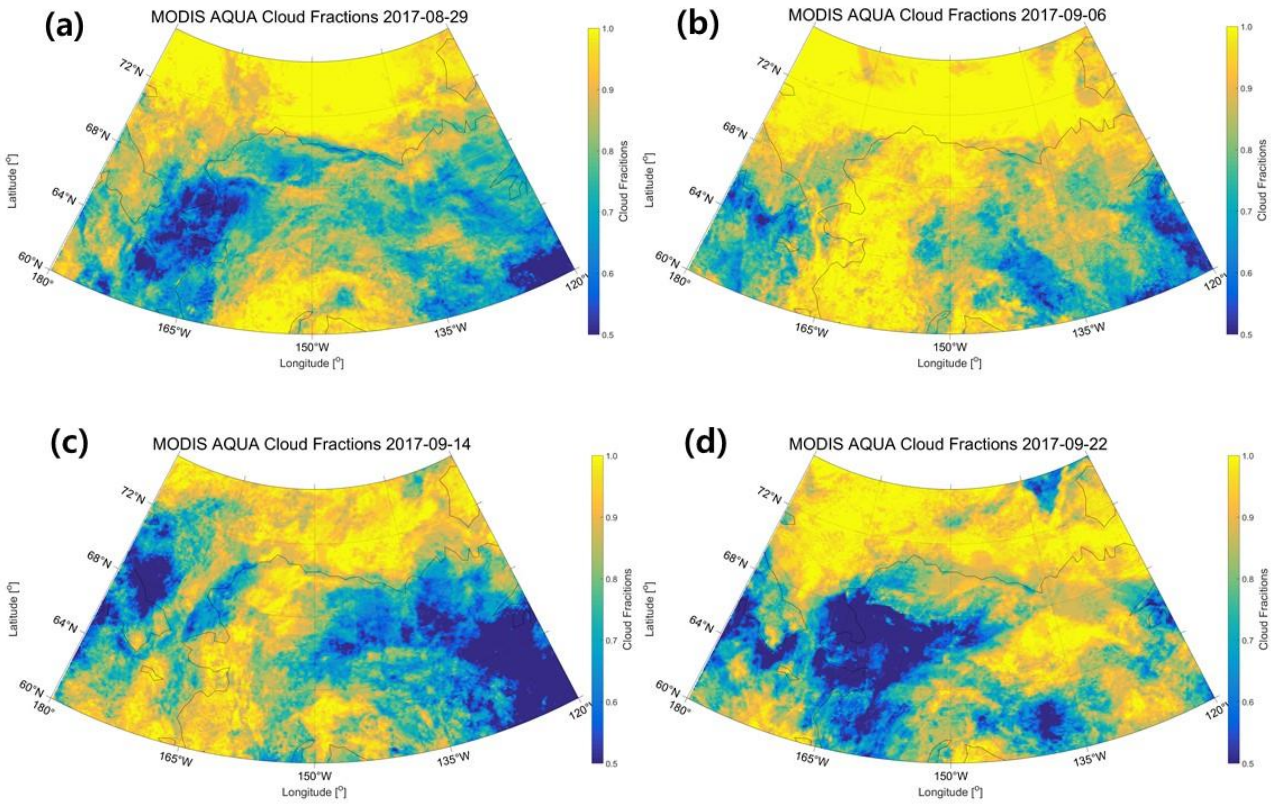 (a)
MODIS AQUA Cloud Fractions 2017-08-29
72°N
68°N
64°N
60°N
180°
165°W
150°W
135°W
120°
Latitude [°]
Longitude [°]
1.0
0.9
0.8
0.7
0.6
0.5
Cloud Fracitions
(b)
MODIS AQUA Cloud Fractions 2017-09-06
72°N
68°N
64°N
60°N
180°
165°W
150°W
135°W
120°
Latitude [°]
Longitude [°]
1.0
0.9
0.8
0.7
0.6
0.5
Cloud Fracitions
(c)
MODIS AQUA Cloud Fractions 2017-09-14
72°N
68°N
64°N
60°N
180°
165°W
150°W
135°W
120°
Latitude [°]
Longitude [°]
1.0
0.9
0.8
0.7
0.6
0.5
Cloud Fracitions
(d)
MODIS AQUA Cloud Fractions 2017-09-22
72°N
68°N
64°N
60°N
180°
165°W
150°W
135°W
120°
Latitude [°]
Longitude [°]
1.0
0.9
0.8
0.7
0.6
0.5
Cloud Fracitions